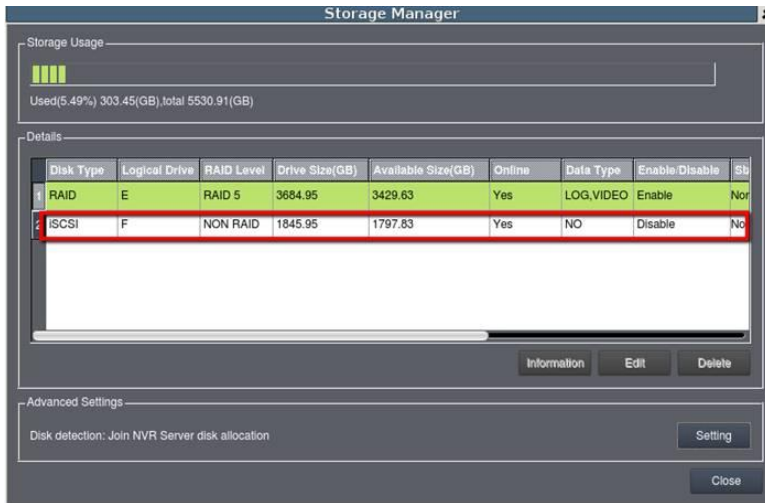 Storage Manager
Storage Usage
Used(5.49%) 303.45(GB),total 5530.91(GB)
Details
Disk Type Logical Drive RAID Level Drive Size(GB) Available Size(GB) Online Data Type Enable/Disable
1 RAID E RAID 5 3684.95 3429.63 Yes LOG,VIDEO Enable
2 iSCSI F NON RAID 1845.95 1797.83 Yes NO Disable
Information Edit Delete
Advanced Settings
Disk detection: Join NVR Server disk allocation
Setting
Close